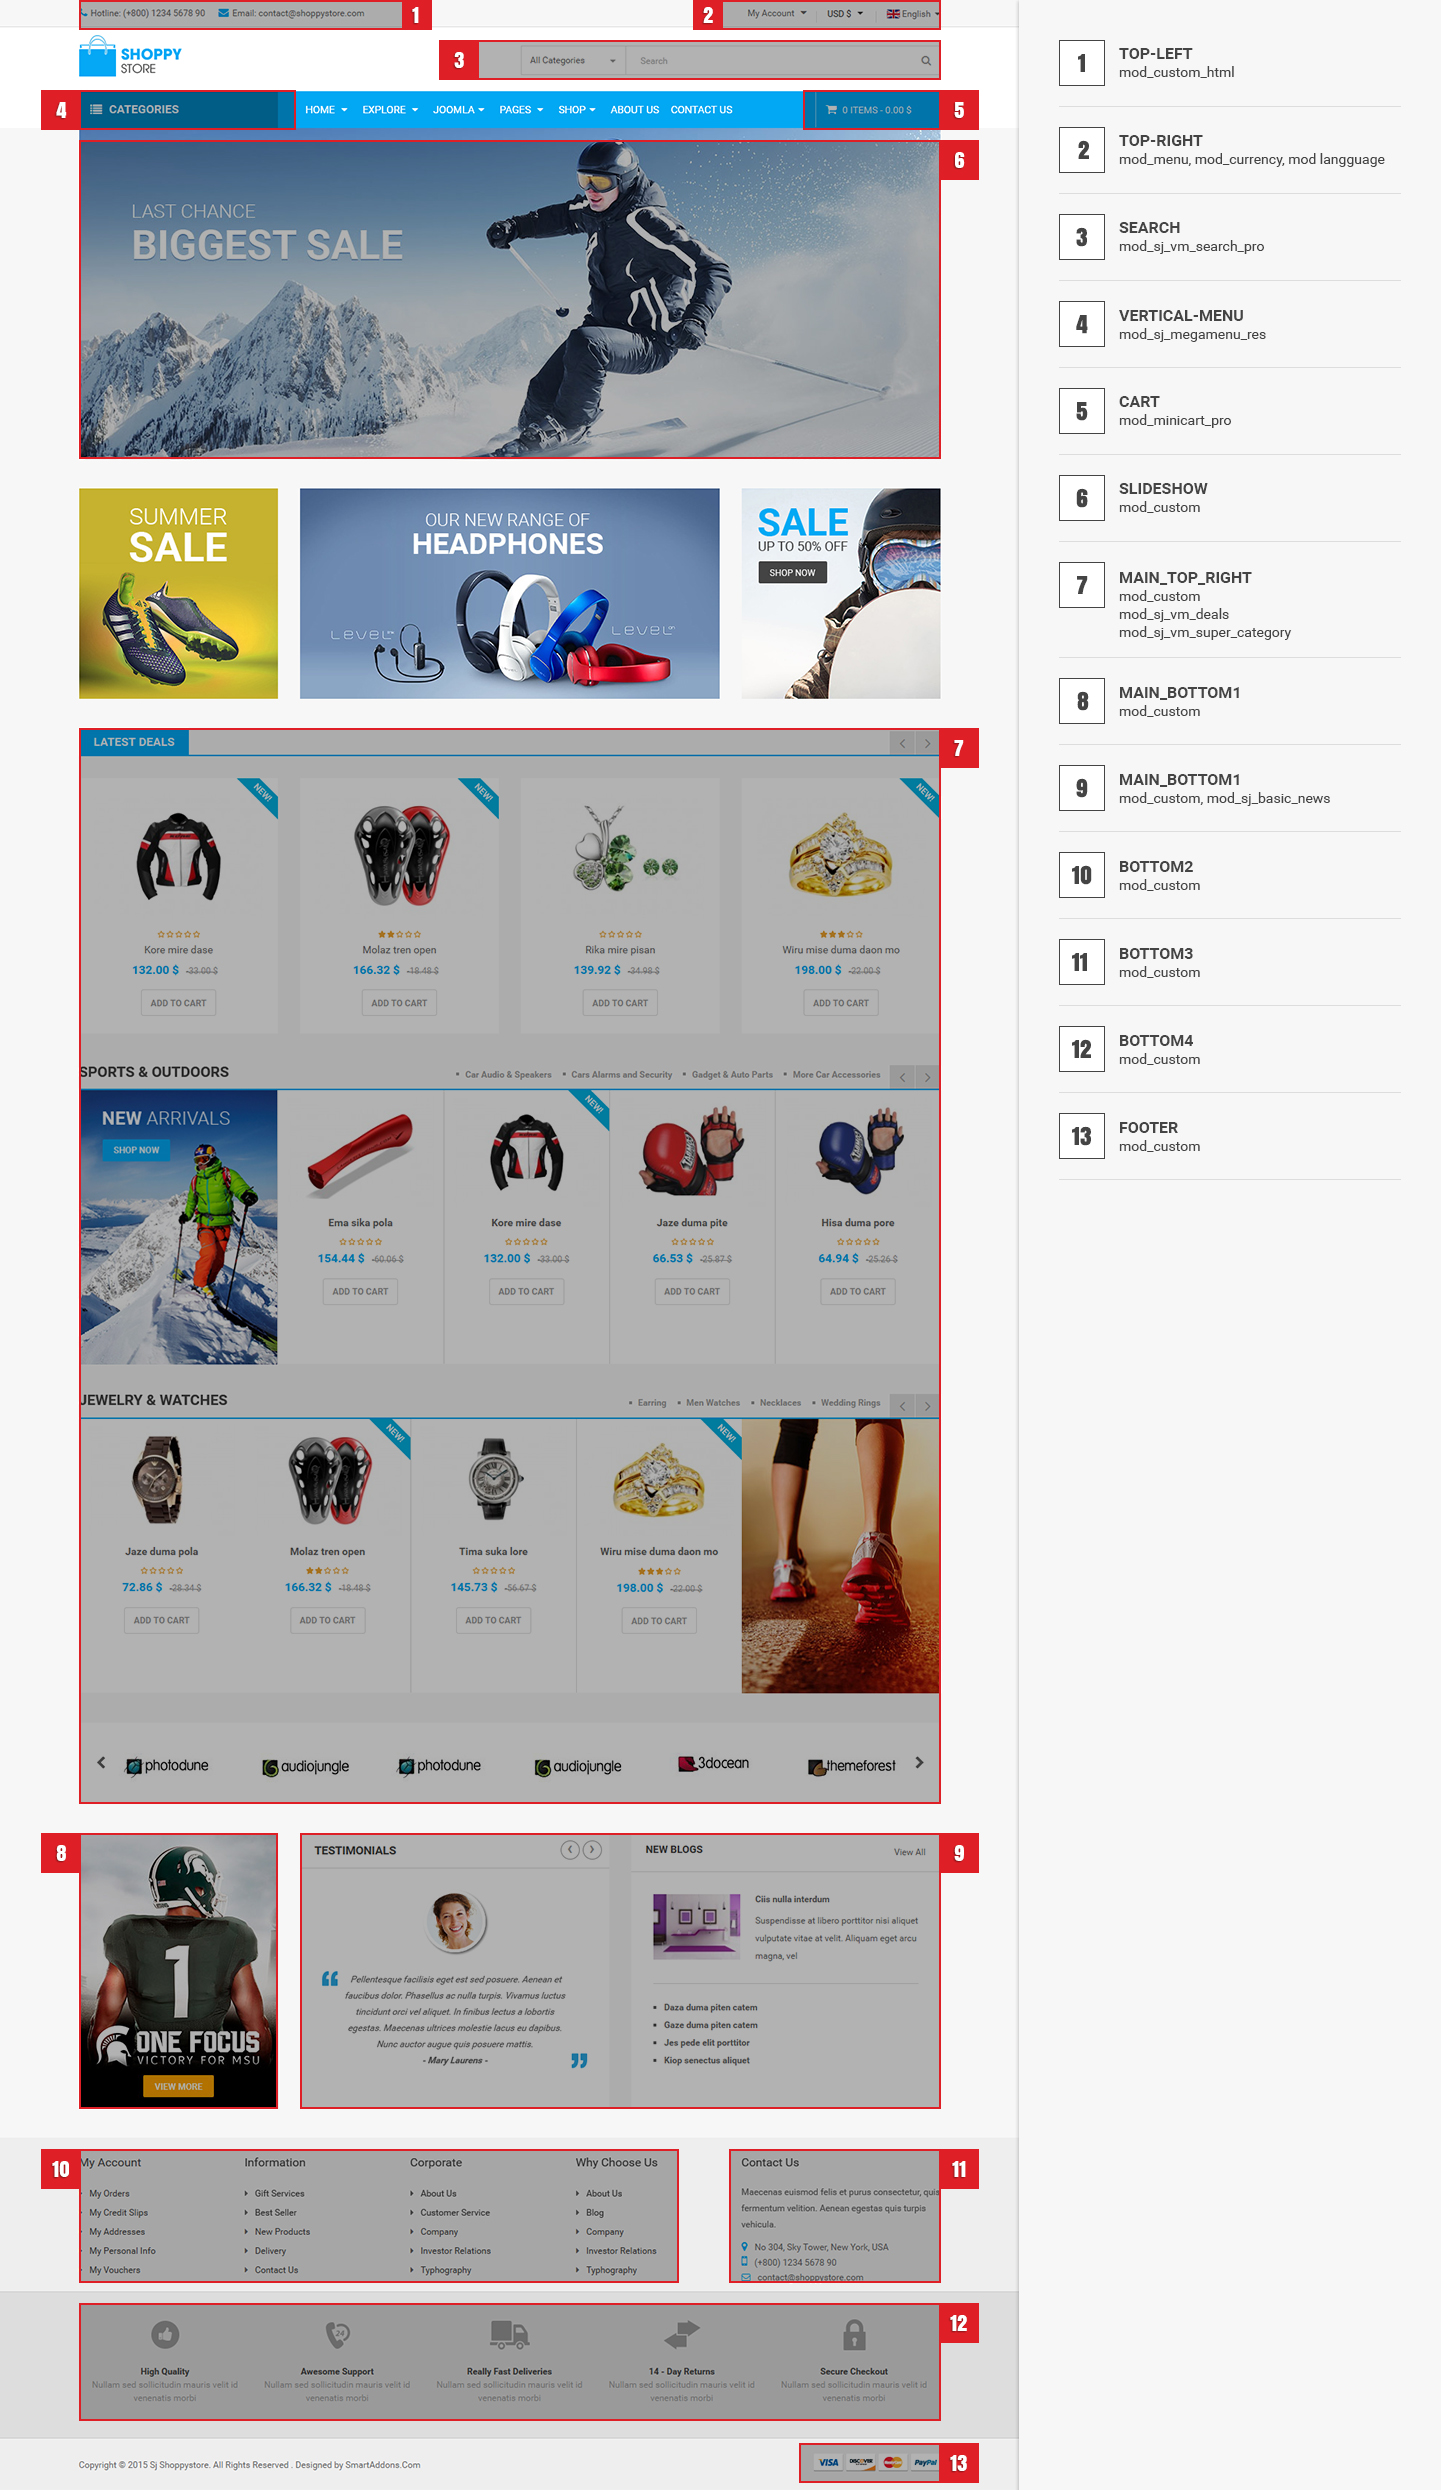 Hotline: (+800) 1234 5678 90 Email: contact@shoppystore.com 1
2 My Account USD $ English
SHOPPY
STORE
3 All Categories Search
4 CATEGORIES HOME EXPLORE JOOMLA PAGES SHOP ABOUT US CONTACT US 0 ITEMS - 0.00 $ 5
6
LAST CHANCE
BIGGEST SALE
SUMMER
SALE
OUR NEW RANGE OF
HEADPHONES
LEVEL
LEVEL
SALE
UP TO 50% OFF
SHOP NOW
LATEST DEALS 7
NEW! NEW! NEW!
Kore mire dase Molaz tren open Rika mire pisan Wiru mise duma daon mo
132.00 $ -33.00 $ 166.32 $ -18.48 $ 139.92 $ -34.98 $ 198.00 $ -22.00 $
ADD TO CART ADD TO CART ADD TO CART ADD TO CART
SPORTS & OUTDOORS Car Audio & Speakers Cars Alarms and Security Gadget & Auto Parts More Car Accessories
NEW ARRIVALS
SHOP NOW
NEW!
Ema sika pola Kore mire dase Jaze duma pite Hisa duma pore
154.44 $ -60.06 $ 132.00 $ -33.00 $ 66.53 $ -25.87 $ 64.94 $ -25.26 $
ADD TO CART ADD TO CART ADD TO CART ADD TO CART
JEWELRY & WATCHES Earring Men Watches Necklaces Wedding Rings
NEW! NEW!
Jaze duma pola Molaz tren open Tima suka lore Wiru mise duma daon mo
72.86 $ -28.34 $ 166.32 $ -18.48 $ 145.73 $ -56.67 $ 198.00 $ -22.00 $
ADD TO CART ADD TO CART ADD TO CART ADD TO CART
photodune audiojungle photodune audiojungle 3docean themeforest
8
1
ONE FOCUS
VICTORY FOR MSU
VIEW MORE
9
TESTIMONIALS
Pellentesque facilisis eget est sed posuere. Aenean et
faucibus dolor. Phasellus ac nulla turpis. Vivamus luctus
tincidunt orci vel aliquet. In finibus lectus a lobortis
egestas. Maecenas ultrices molestie lacus eu dapibus.
Nunc auctor augue quis posuere mattis.
- Mary Laurens -
NEW BLOGS View All
Ciis nulla interdum
Suspendisse at libero porttitor nisi aliquet
vulputate vitae at velit. Aliquam eget arcu
magna, vel
Daza duma piten catem
Gaze duma piten catem
Jes pede elit porttitor
Kiop senectus aliquet
10 My Account Information Corporate Why Choose Us
My Orders Gift Services About Us About Us
My Credit Slips Best Seller Customer Service Blog
My Addresses New Products Company Company
My Personal Info Delivery Investor Relations Investor Relations
My Vouchers Contact Us Typhography Typhography
Contact Us 11
Maecenas euismod felis et purus consectetur, quis
fermentum velition. Aenean egestas quis turpis
vehicula.
No 304, Sky Tower, New York, USA
(+800) 1234 5678 90
contact@shoppystore.com
12
24
High Quality Awesome Support Really Fast Deliveries 14 - Day Returns Secure Checkout
Nullam sed sollicitudin mauris velit id Nullam sed sollicitudin mauris velit id Nullam sed sollicitudin mauris velit id Nullam sed sollicitudin mauris velit id Nullam sed sollicitudin mauris velit id
venenatis morbi venenatis morbi venenatis morbi venenatis morbi venenatis morbi
Copyright © 2015 Sj Shoppystore. All Rights Reserved . Designed by SmartAddons.Com VISA DISCOVER MasterCard PayPal 13
1 TOP-LEFT
mod_custom_html
2 TOP-RIGHT
mod_menu, mod_currency, mod langguage
3 SEARCH
mod_sj_vm_search_pro
4 VERTICAL-MENU
mod_sj_megamenu_res
5 CART
mod_minicart_pro
6 SLIDESHOW
mod_custom
7 MAIN_TOP_RIGHT
mod_custom
mod_sj_vm_deals
mod_sj_vm_super_category
8 MAIN_BOTTOM1
mod_custom
9 MAIN_BOTTOM1
mod_custom, mod_sj_basic_news
10 BOTTOM2
mod_custom
11 BOTTOM3
mod_custom
12 BOTTOM4
mod_custom
13 FOOTER
mod_custom